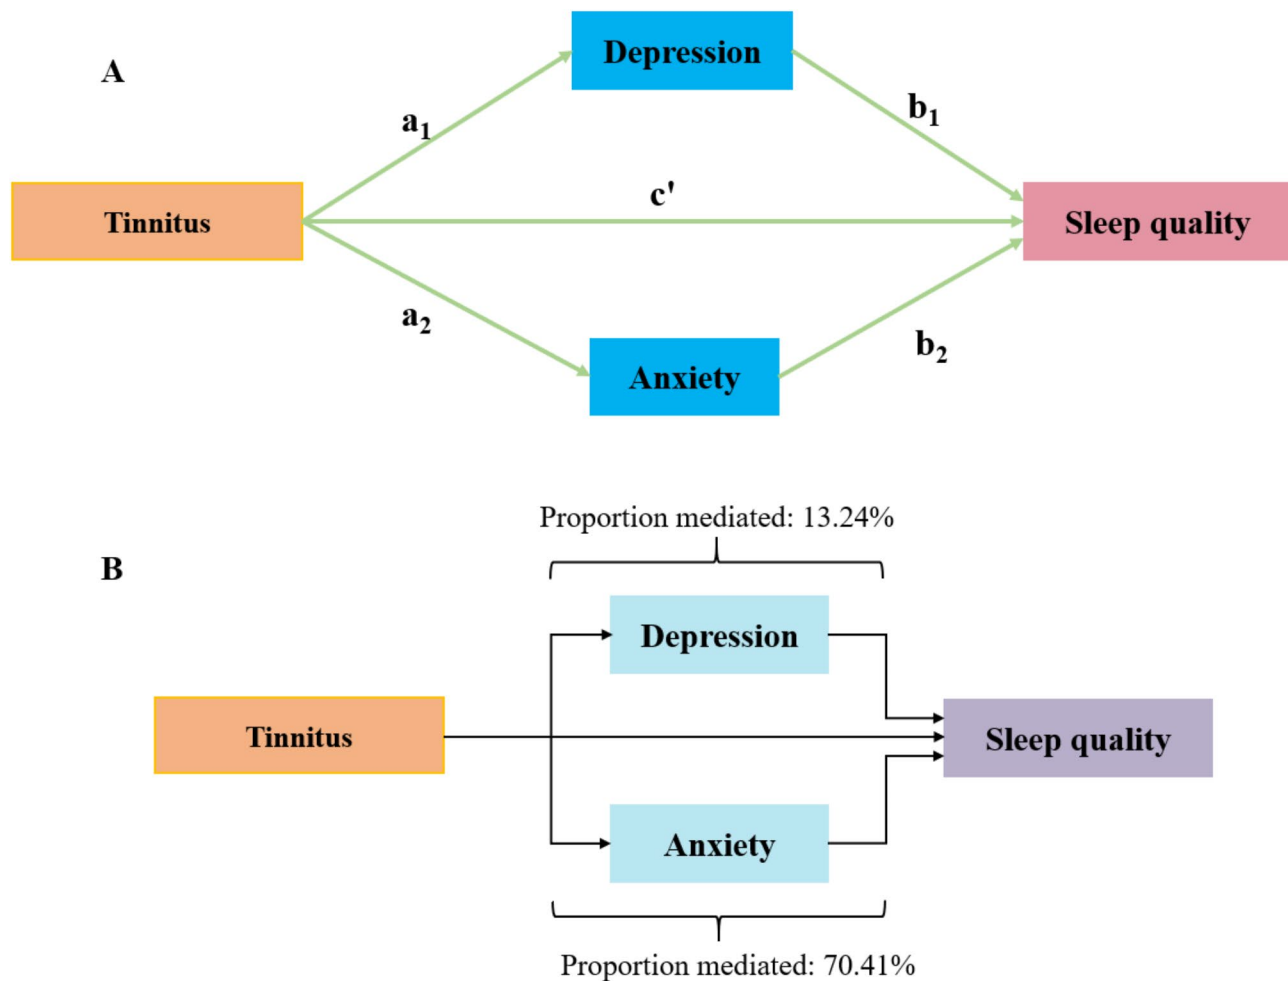 A
Depression
a₁
b₁
Tinnitus
c'
Sleep quality
a₂
b₂
Anxiety
Proportion mediated: 13.24%
B
Depression
Tinnitus
Sleep quality
Anxiety
Proportion mediated: 70.41%